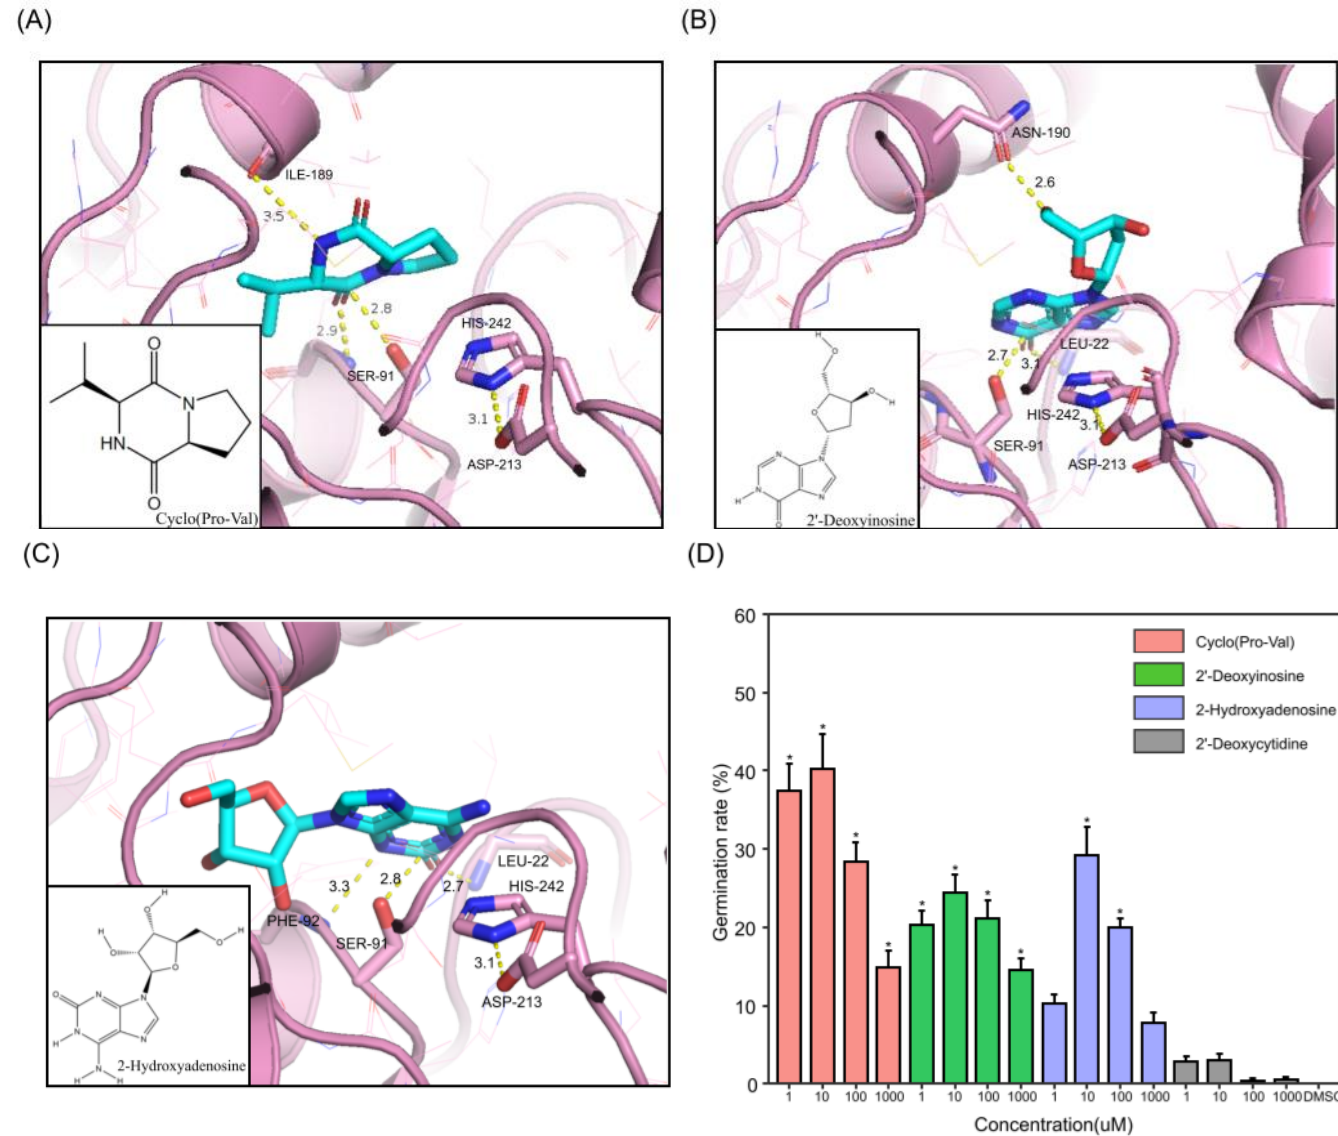 (A)
ILE-189
3.5
2.8
2.9
HIS-242
SER-91
3.1
ASP-213
O
N
HN
O
Cyclo(Pro-Val)
(B)
ASN-190
2.6
LEU-22
2.7
3.1
HIS-242
3.1
SER-91
ASP-213
H
O
O
H
O
N
N
N
H
N
O
2'-Deoxyinosine
(C)
LEU-22
3.3
2.8
2.7
HIS-242
PHE-92
SER-91
3.1
ASP-213
H
O
H
H
O
O
O
O
N
N
N
H
N
N
H
H
2-Hydroxyadenosine
(D)
60
50
40
30
20
10
0
Germination rate (%)
Cyclo(Pro-Val)
2'-Deoxyinosine
2-Hydroxyadenosine
2'-Deoxycytidine
* * * * * * * * * *
1 10 100 1000 1 10 100 1000 1 10 100 1000 1 10 100 1000 DMSO
Concentration(uM)